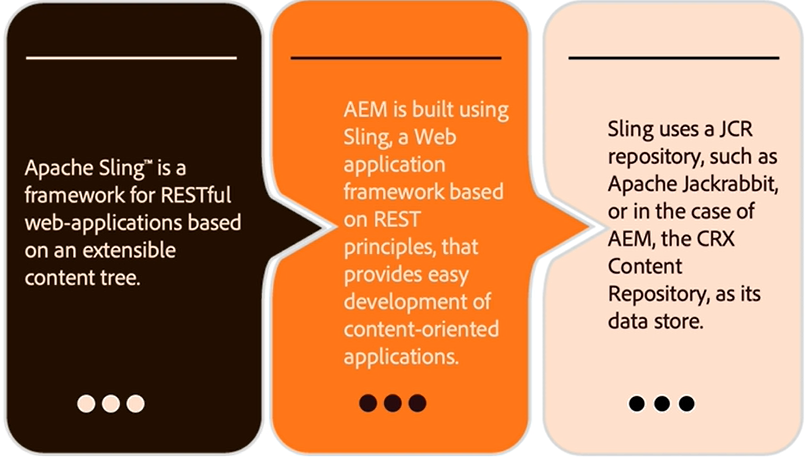 Apache Sling™ is a
framework for RESTful
web-applications based
on an extensible
content tree.
AEM is built using
Sling, a Web
application
framework based
on REST
principles, that
provides easy
development of
content-oriented
applications.
Sling uses a JCR
repository, such as
Apache Jackrabbit,
or in the case of
AEM, the CRX
Content
Repository, as its
data store.